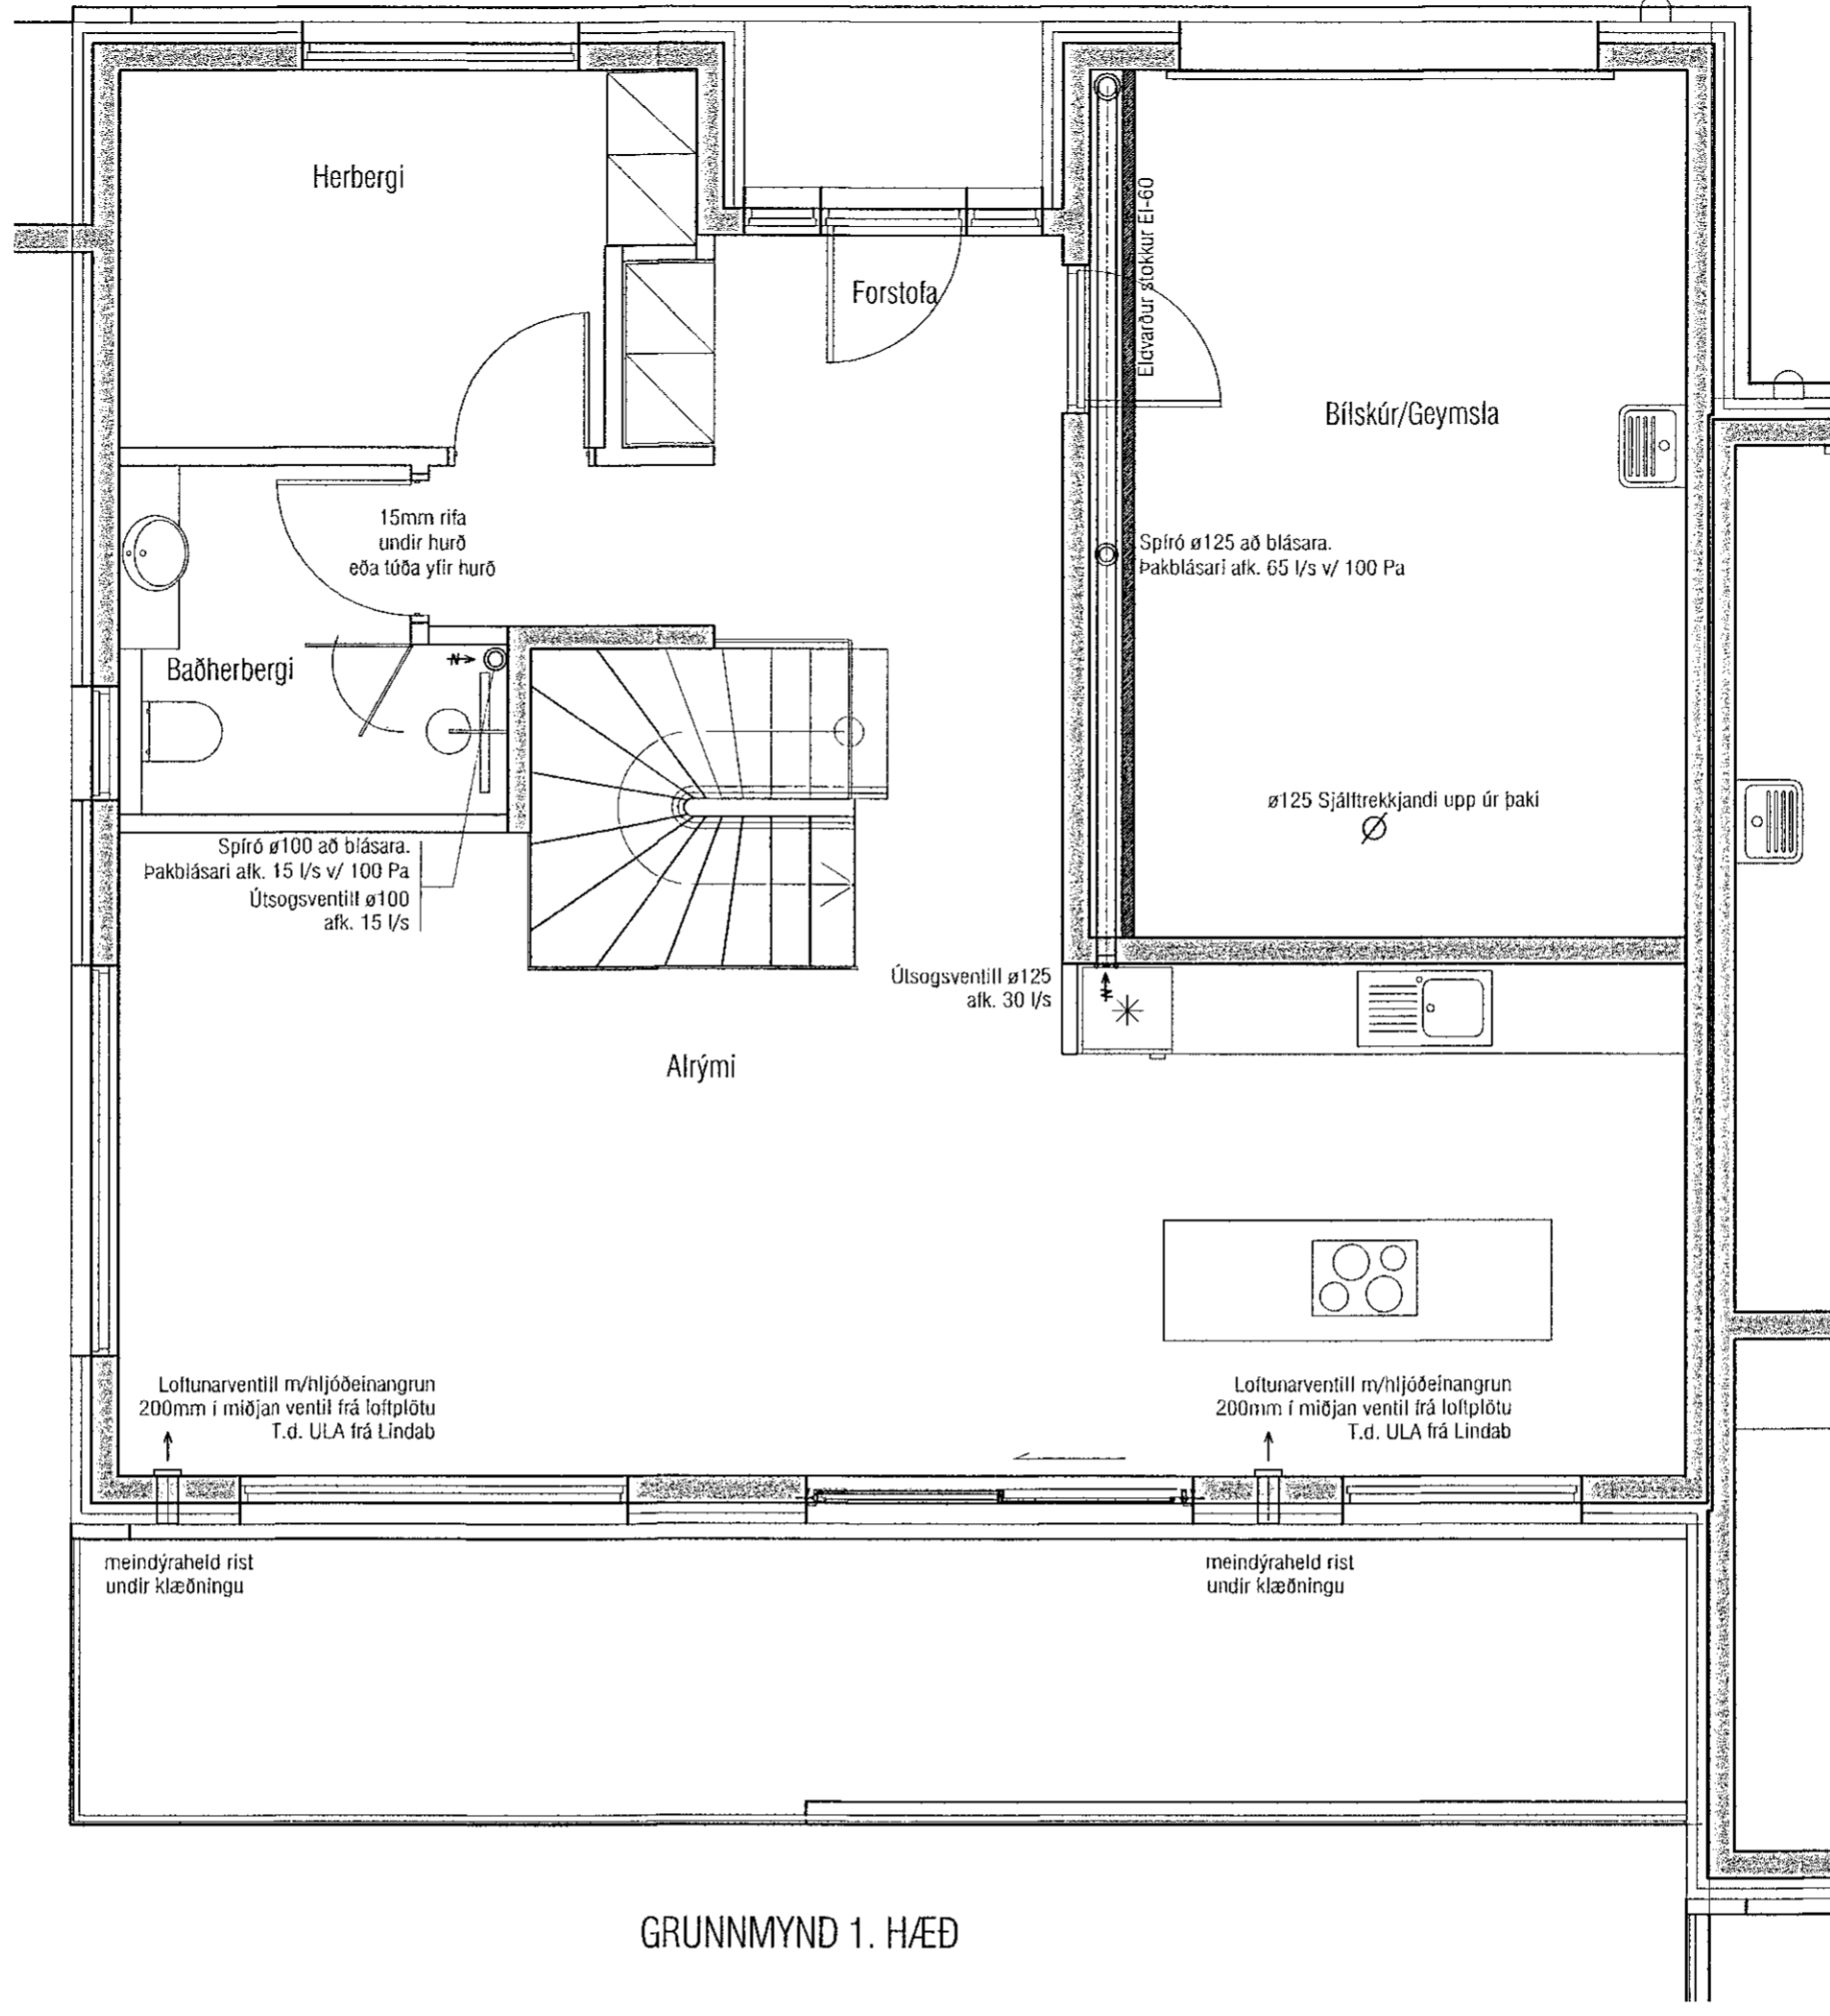 Herbergi
Forstofa
Eldvarður stokkur EI-60
Bílskúr/Geymsla
15mm rifa
undir hurð
eða túða yfir hurð
Spíró ø125 að blásara.
Þakblásari afk. 65 l/s v/ 100 Pa
Baðherbergi
ø125 Sjálftrekkjandi upp úr þaki
Spíró ø100 að blásara.
Þakblásari afk. 15 l/s v/ 100 Pa
Útsogsventill ø100
afk. 15 l/s
Útsogsventill ø125
afk. 30 l/s
Alrými
Loftunarventill m/hljóðeinangrun
200mm í miðjan ventil frá loftplötu
T.d. ULA frá Lindab
Loftunarventill m/hljóðeinangrun
200mm í miðjan ventil frá loftplötu
T.d. ULA frá Lindab
meindýraheld rist
undir klæðningu
meindýraheld rist
undir klæðningu
GRUNNMYND 1. HÆÐ